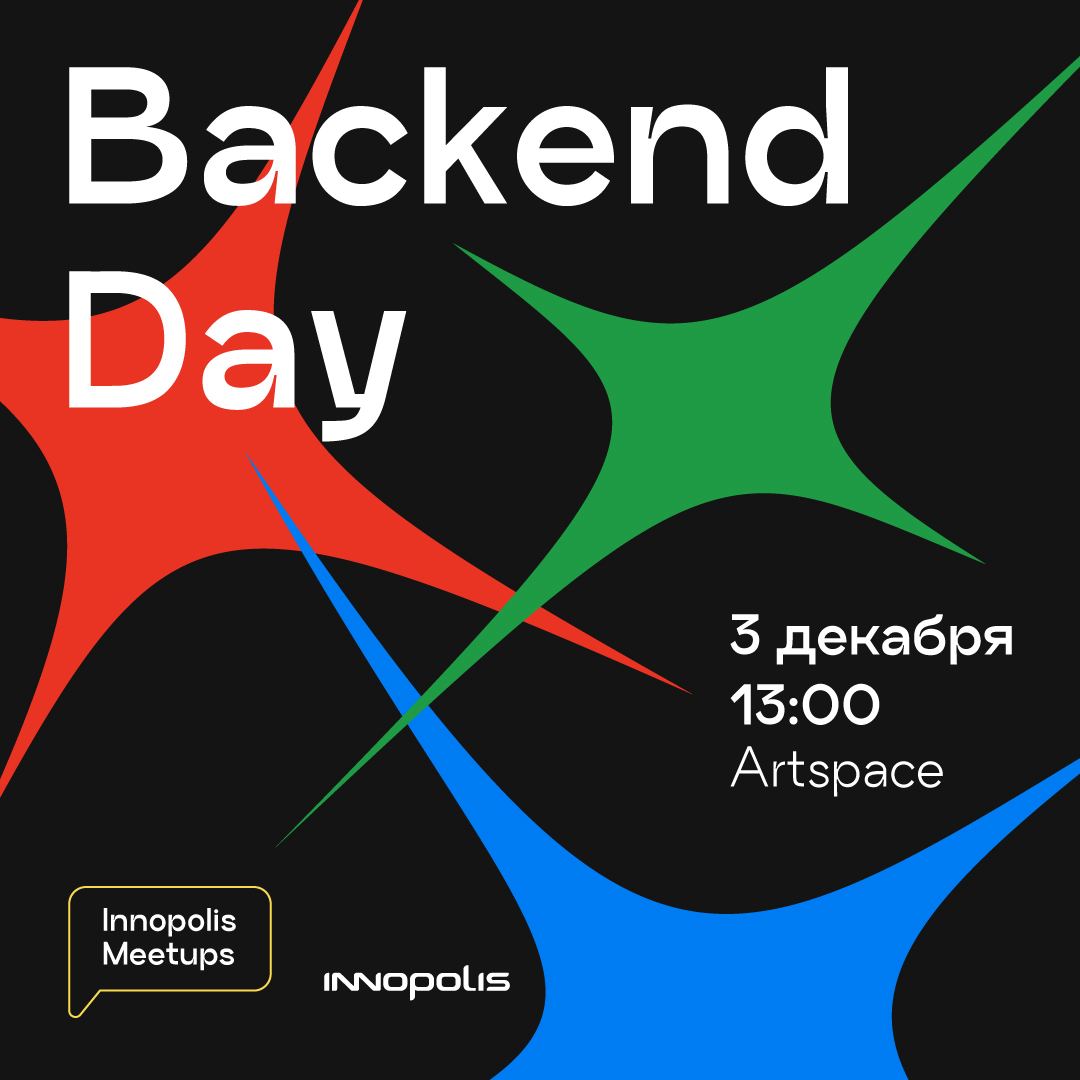 Backend
Day
3 декабря
13:00
Artspace
Innopolis
Meetups
INNOPOLIS